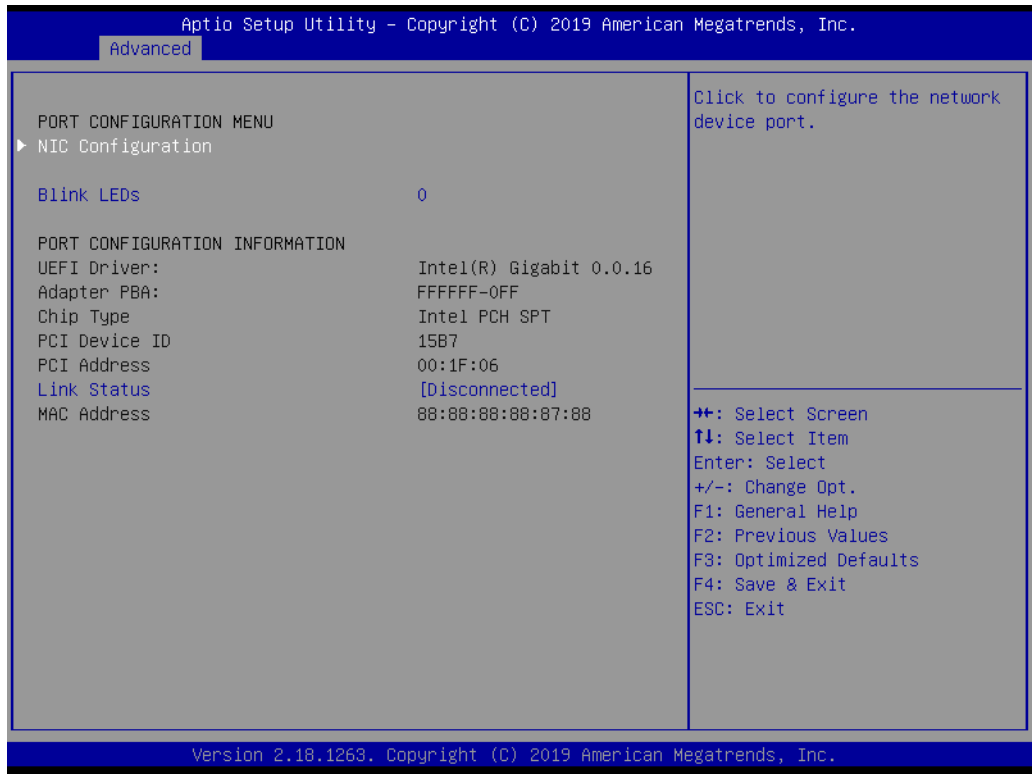 Aptio Setup Utility – Copyright (C) 2019 American Megatrends, Inc.
Advanced
PORT CONFIGURATION MENU
▶ NIC Configuration
Blink LEDs 0
PORT CONFIGURATION INFORMATION
UEFI Driver: Intel(R) Gigabit 0.0.16
Adapter PBA: FFFFFF-0FF
Chip Type Intel PCH SPT
PCI Device ID 15B7
PCI Address 00:1F:06
Link Status [Disconnected]
MAC Address 88:88:88:88:87:88
Click to configure the network
device port.
→←: Select Screen
↑↓: Select Item
Enter: Select
+/-: Change Opt.
F1: General Help
F2: Previous Values
F3: Optimized Defaults
F4: Save & Exit
ESC: Exit
Version 2.18.1263. Copyright (C) 2019 American Megatrends, Inc.